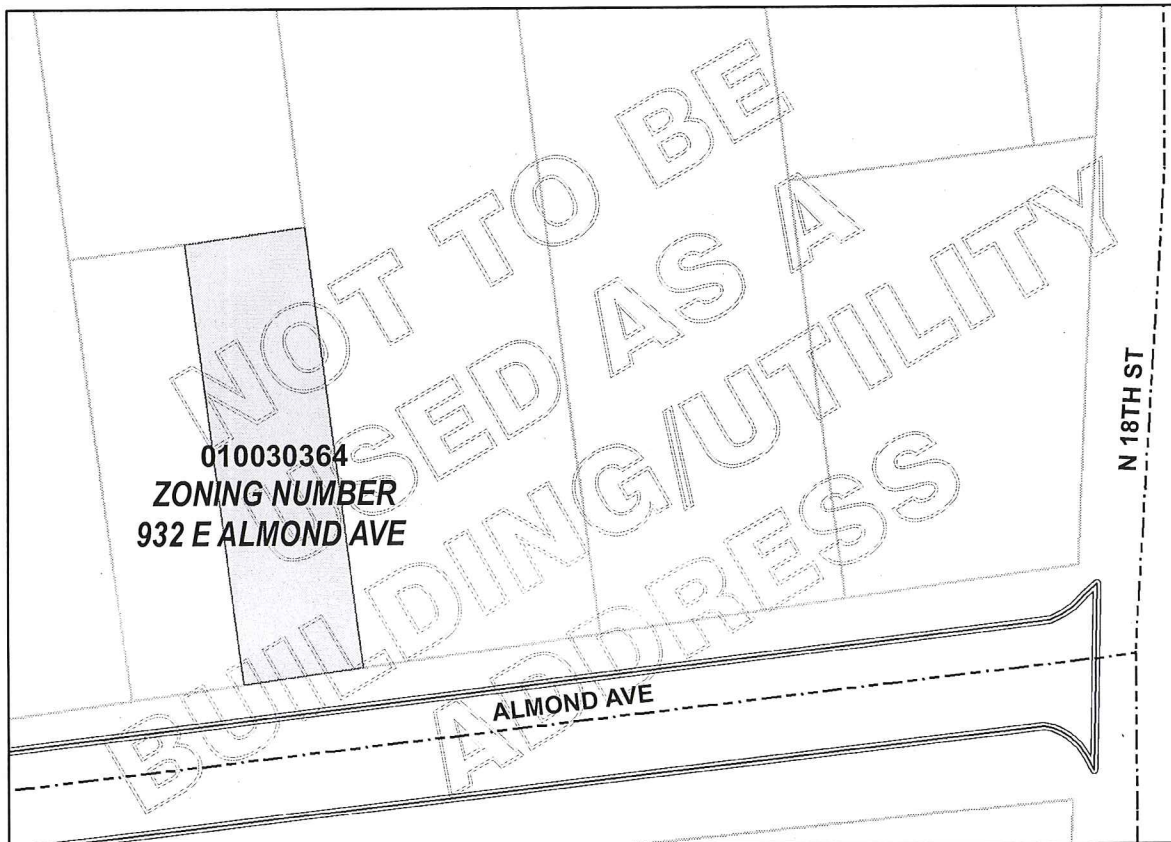 NOT TO BE
USED AS A
BUILDING/UTILITY
ADDRESS
010030364
ZONING NUMBER
932 E ALMOND AVE
ALMOND AVE
N 18TH ST